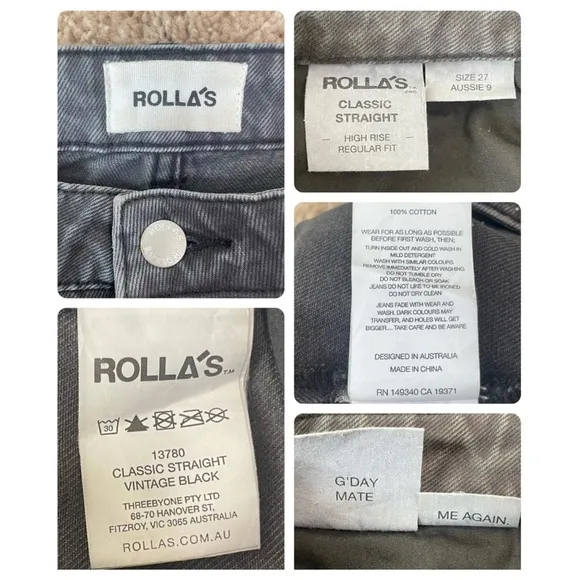 ROLLA'S
ROLLA'S™
JEANS
CLASSIC
STRAIGHT
— HIGH RISE —
REGULAR FIT
SIZE 27
AUSSIE 9
100% COTTON
WEAR FOR AS LONG AS POSSIBLE
BEFORE FIRST WASH, THEN;
TURN INSIDE OUT AND COLD WASH IN
MILD DETERGENT
WASH WITH SIMILAR COLOURS
REMOVE IMMEDIATELY AFTER WASHING
DO NOT TUMBLE DRY
DO NOT BLEACH OR SOAK
JEANS DO NOT LIKE TO BE IRONED
DO NOT DRY CLEAN
JEANS FADE WITH WEAR AND
WASH, DARK COLOURS MAY
TRANSFER, AND HOLES WILL GET
BIGGER.... TAKE CARE AND BE AWARE
DESIGNED IN AUSTRALIA
MADE IN CHINA
RN 149340 CA 19371
ROLLA'S™
30
13780
CLASSIC STRAIGHT
VINTAGE BLACK
THREEBYONE PTY LTD
68-70 HANOVER ST,
FITZROY, VIC 3065 AUSTRALIA
ROLLAS.COM.AU
G'DAY
MATE
ME AGAIN.